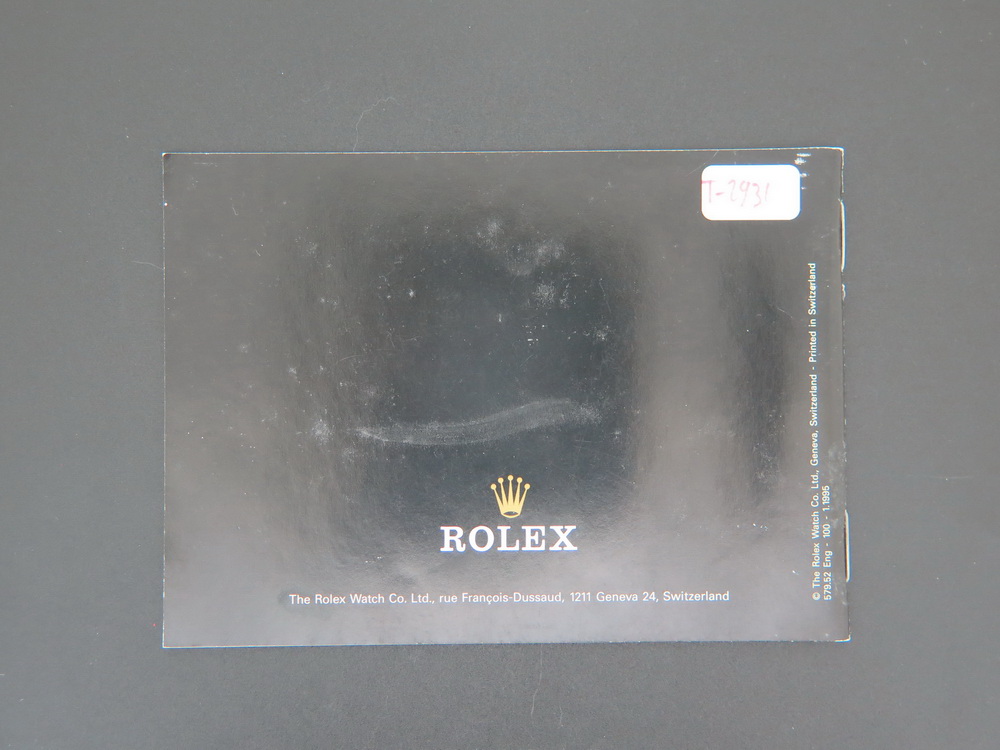 T-2931
ROLEX
The Rolex Watch Co. Ltd., rue François-Dussaud, 1211 Geneva 24, Switzerland
© The Rolex Watch Co. Ltd., Geneva, Switzerland - Printed in Switzerland
579.52 Eng - 100 - 1.1995